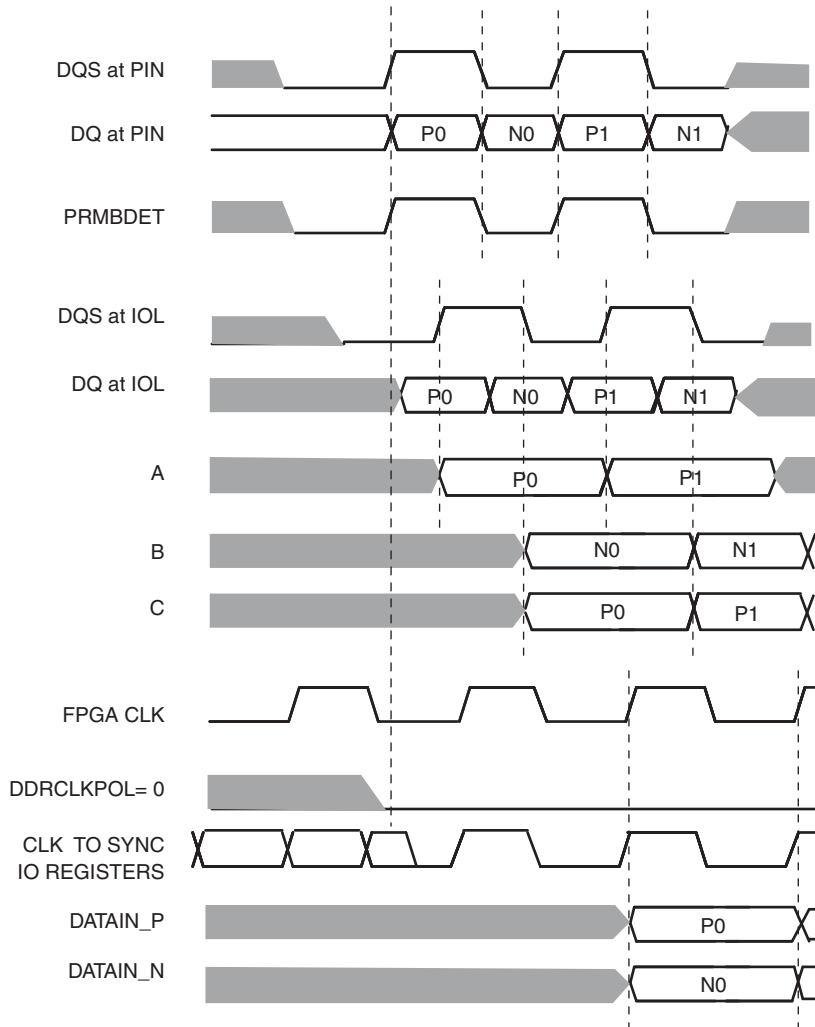 DQS at PIN
DQ at PIN P0 N0 P1 N1
PRMBDET
DQS at IOL
DQ at IOL P0 N0 P1 N1
A P0 P1
B N0 N1
C P0 P1
FPGA CLK
DDRCLKPOL= 0
CLK TO SYNC
IO REGISTERS
DATAIN_P P0
DATAIN_N N0